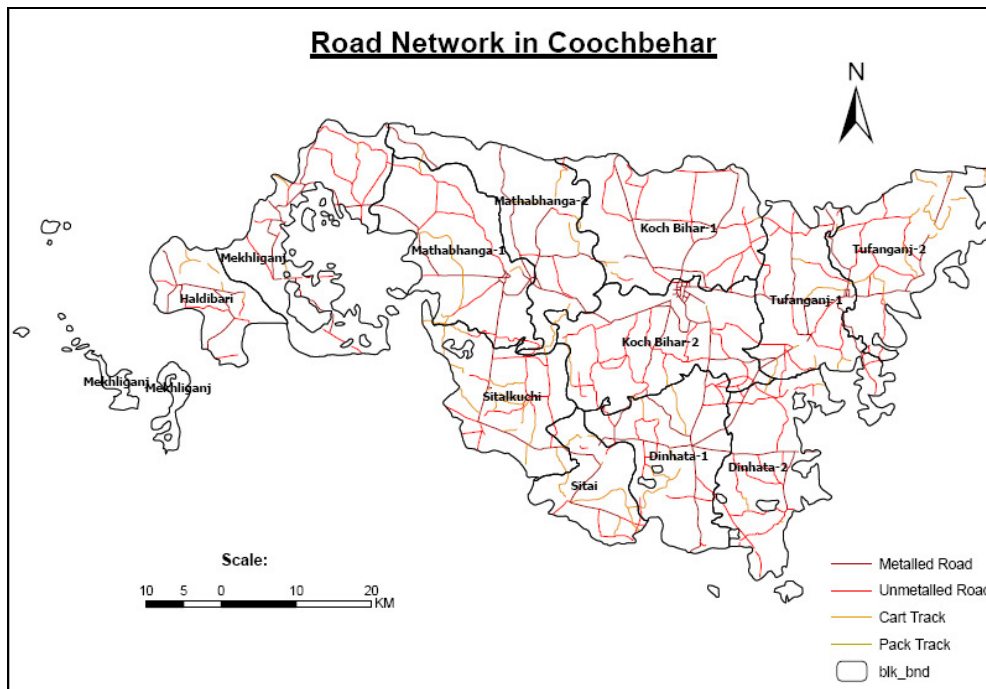 Road Network in Coochbehar
N
Mathabhanga-2
Koch Bihar-1
Mathabhanga-1
Tufanganj-2
Mekhliganj
Haldibari
Tufanganj-1
Koch Bihar-2
Mekhliganj
Mekhliganj
Sitalkuchi
Dinhata-1
Dinhata-2
Sitai
Scale:
10 5 0 10 20
KM
Metalled Road
Unmetalled Road
Cart Track
Pack Track
blk_bnd